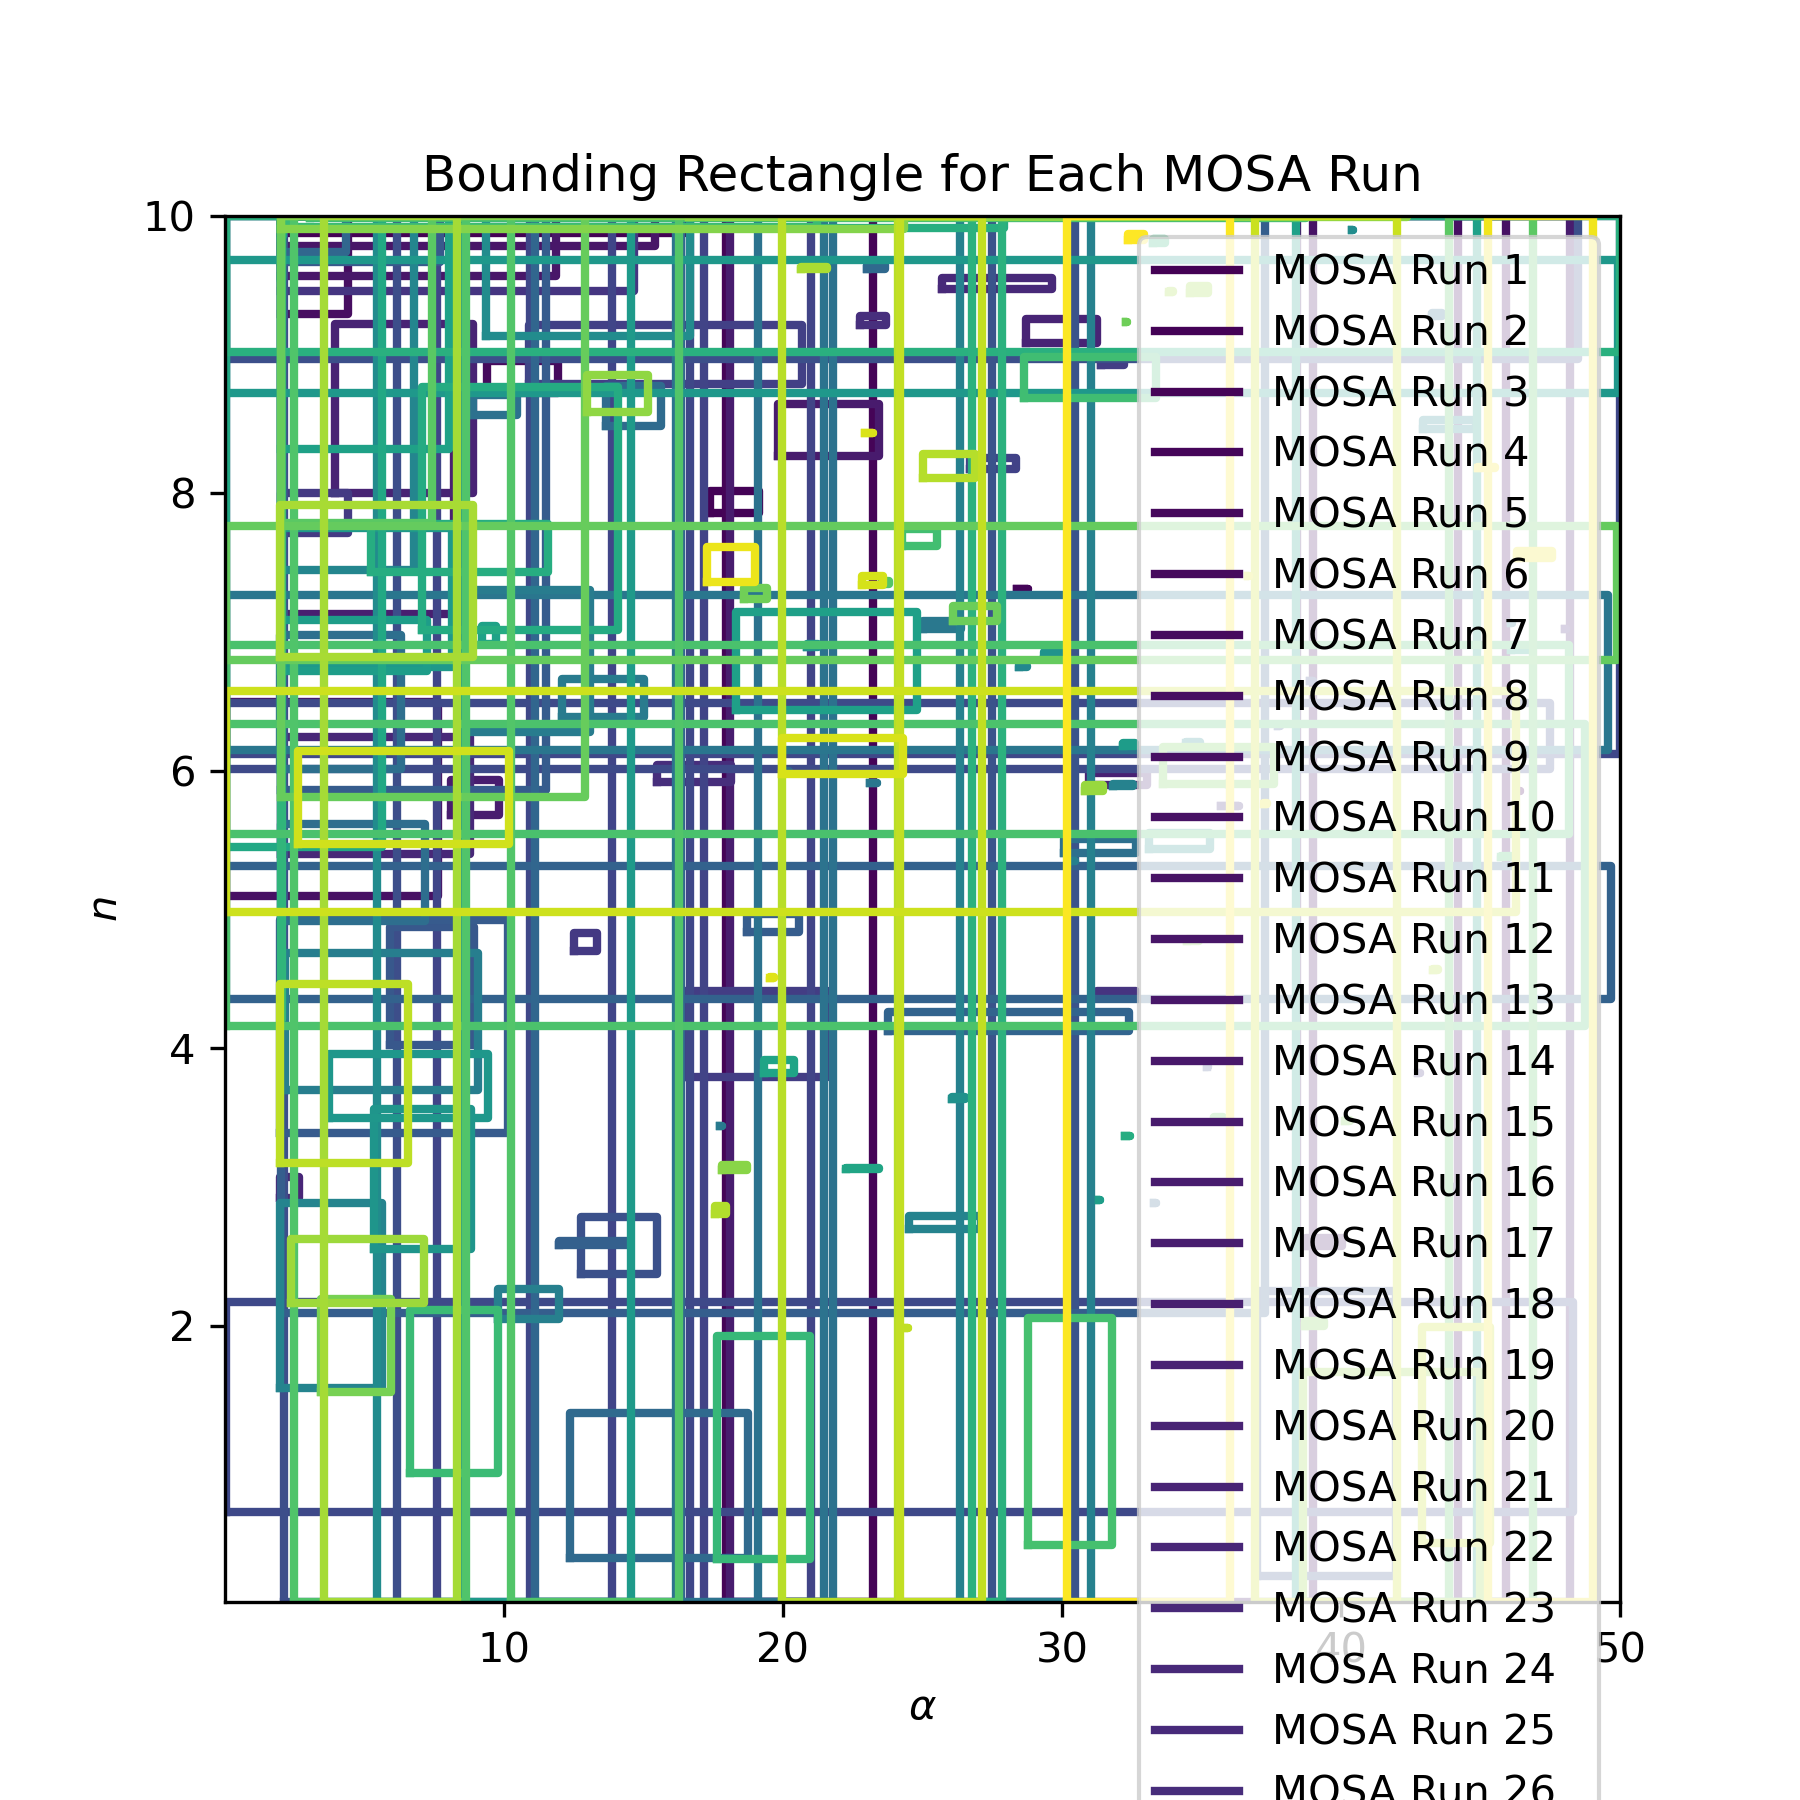 Bounding Rectangle for Each MOSA Run
10
8
6
4
2
n
10
20
30
40
50
α
MOSA Run 1
MOSA Run 2
MOSA Run 3
MOSA Run 4
MOSA Run 5
MOSA Run 6
MOSA Run 7
MOSA Run 8
MOSA Run 9
MOSA Run 10
MOSA Run 11
MOSA Run 12
MOSA Run 13
MOSA Run 14
MOSA Run 15
MOSA Run 16
MOSA Run 17
MOSA Run 18
MOSA Run 19
MOSA Run 20
MOSA Run 21
MOSA Run 22
MOSA Run 23
MOSA Run 24
MOSA Run 25
MOSA Run 26